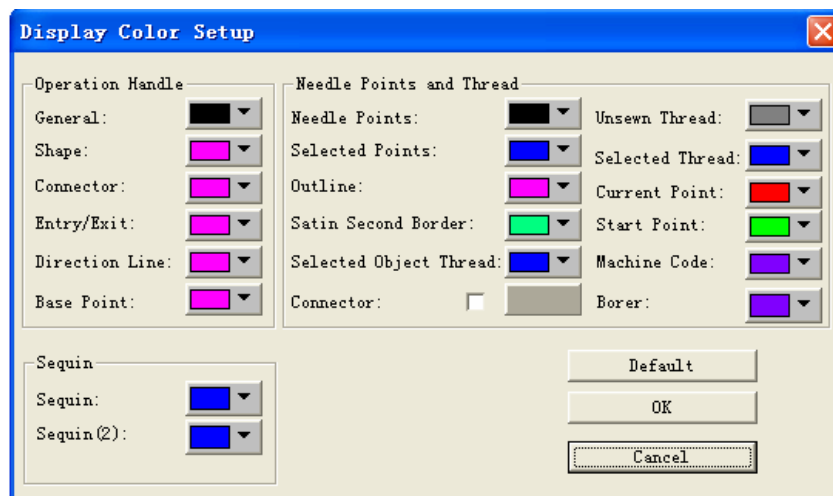 Display Color Setup
Operation Handle
General:
Shape:
Connector:
Entry/Exit:
Direction Line:
Base Point:
Needle Points and Thread
Needle Points:
Selected Points:
Outline:
Satin Second Border:
Selected Object Thread:
Connector:
Unsewn Thread:
Selected Thread:
Current Point:
Start Point:
Machine Code:
Borer:
Sequin
Sequin:
Sequin(2):
Default
OK
Cancel